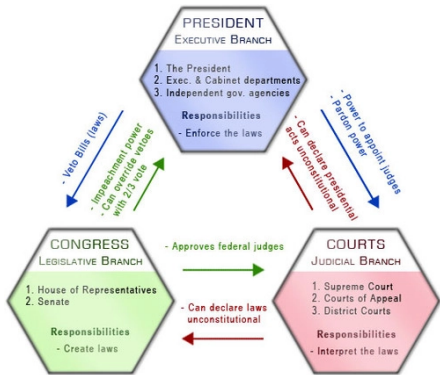 PRESIDENT
EXECUTIVE BRANCH
1. The President
2. Exec. & Cabinet departments
3. Independent gov. agencies
Responsibilities
- Enforce the laws
- Veto Bills (laws)
- Impeachment power
- Can override vetoes
with 2/3 vote
- Can declare presidential
acts unconstitutional
- Power to appoint judges
- Pardon power
CONGRESS
LEGISLATIVE BRANCH
1. House of Representatives
2. Senate
Responsibilities
- Create laws
- Approves federal judges
- Can declare laws
unconstitutional
COURTS
JUDICIAL BRANCH
1. Supreme Court
2. Courts of Appeal
3. District Courts
Responsibilities
- Interpret the laws